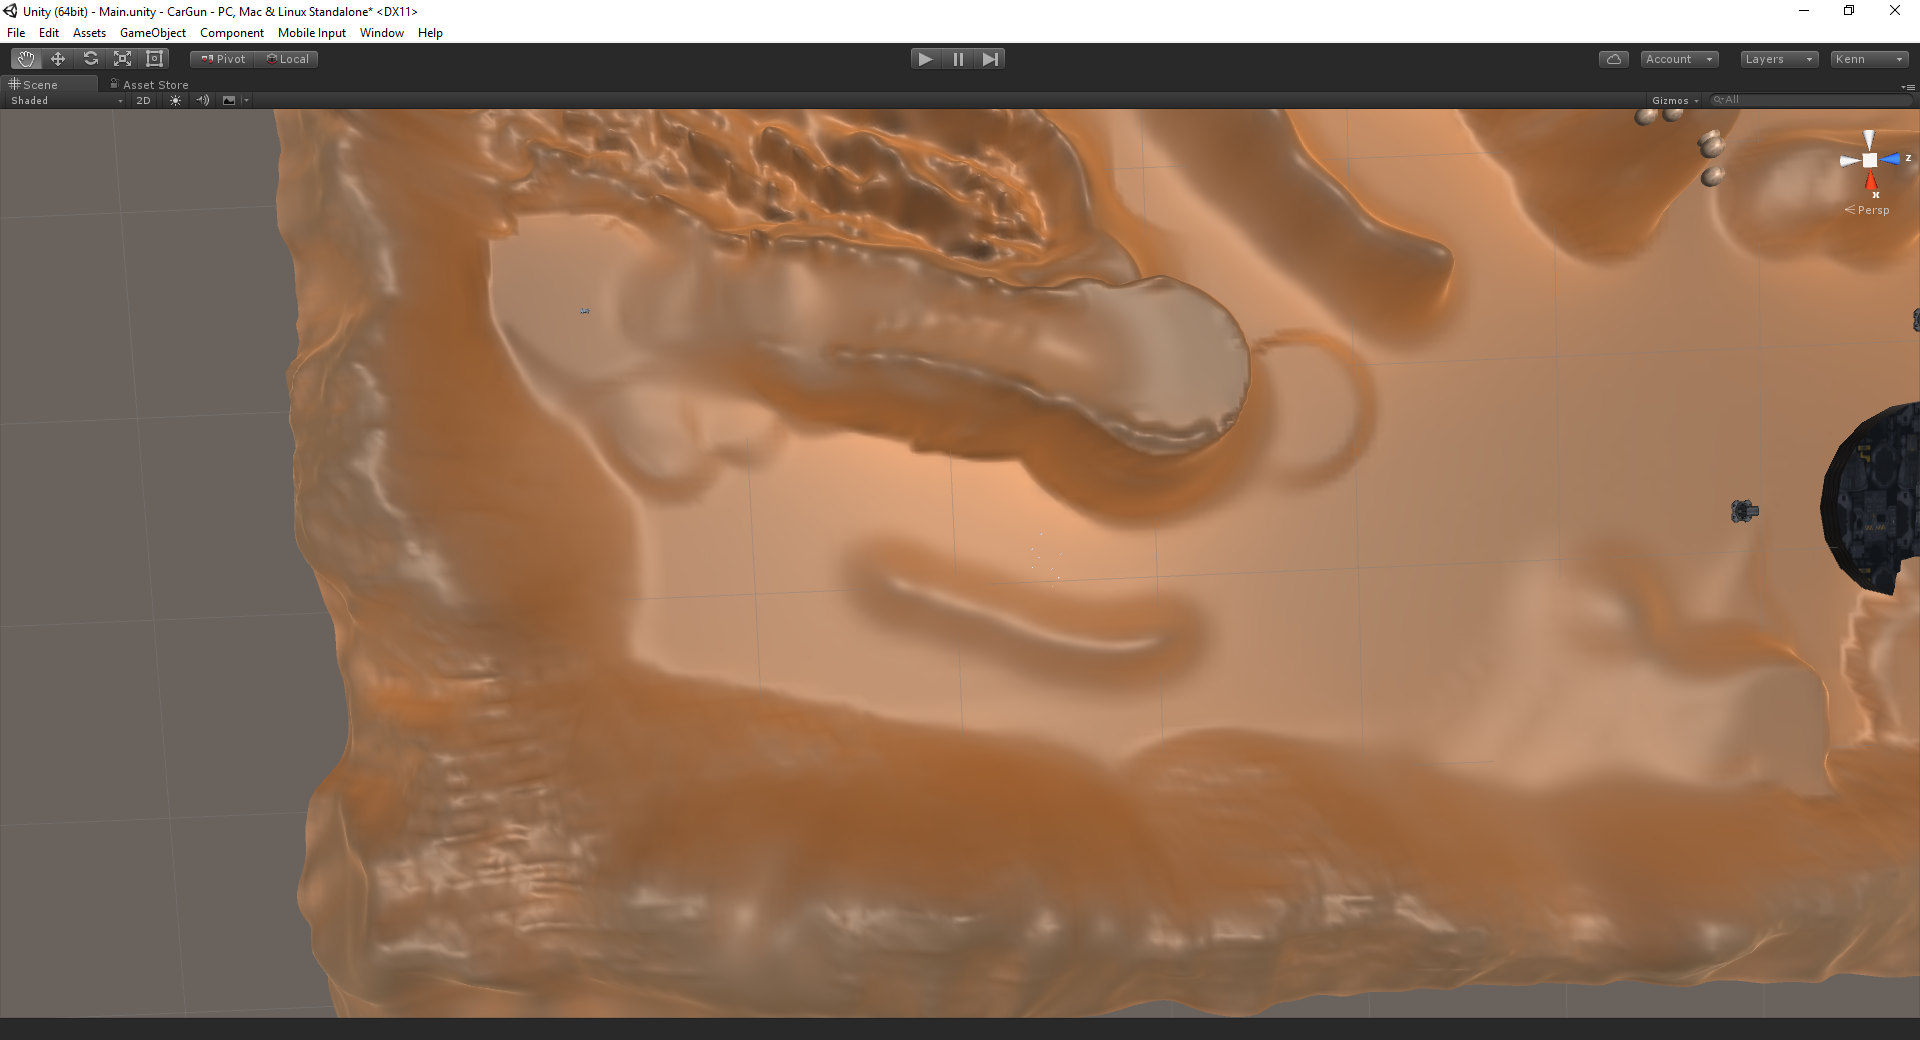 Unity (64bit) - Main.unity - CarGun - PC, Mac & Linux Standalone* <DX11>
File Edit Assets GameObject Component Mobile Input Window Help
Pivot Local Account Layers Kenn
Scene Asset Store
Shaded 2D Gizmos All
z
x
Persp